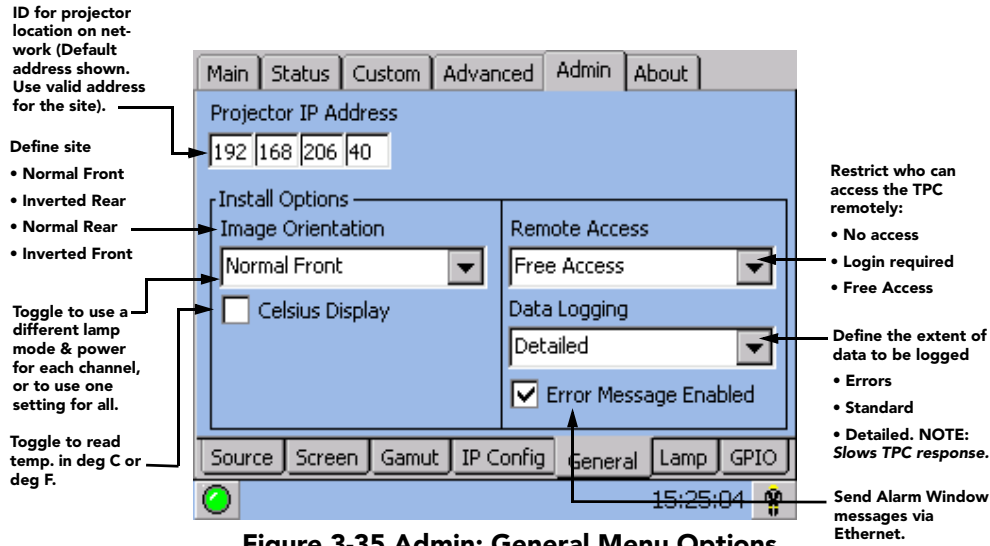 ID for projector
location on net-
work (Default
address shown.
Use valid address
for the site).
Define site
• Normal Front
• Inverted Rear
• Normal Rear
• Inverted Front
Toggle to use a
different lamp
mode & power
for each channel,
or to use one
setting for all.
Toggle to read
temp. in deg C or
deg F.
Main Status Custom Advanced Admin About
Projector IP Address
192 168 206 40
Install Options
Image Orientation
Normal Front
Celsius Display
Remote Access
Free Access
Data Logging
Detailed
Error Message Enabled
Source Screen Gamut IP Config General Lamp GPIO
15:25:04
Restrict who can
access the TPC
remotely:
• No access
• Login required
• Free Access
Define the extent of
data to be logged
• Errors
• Standard
• Detailed. NOTE:
Slows TPC response.
Send Alarm Window
messages via
Ethernet.
Figure 3-35 Admin: General Menu Options